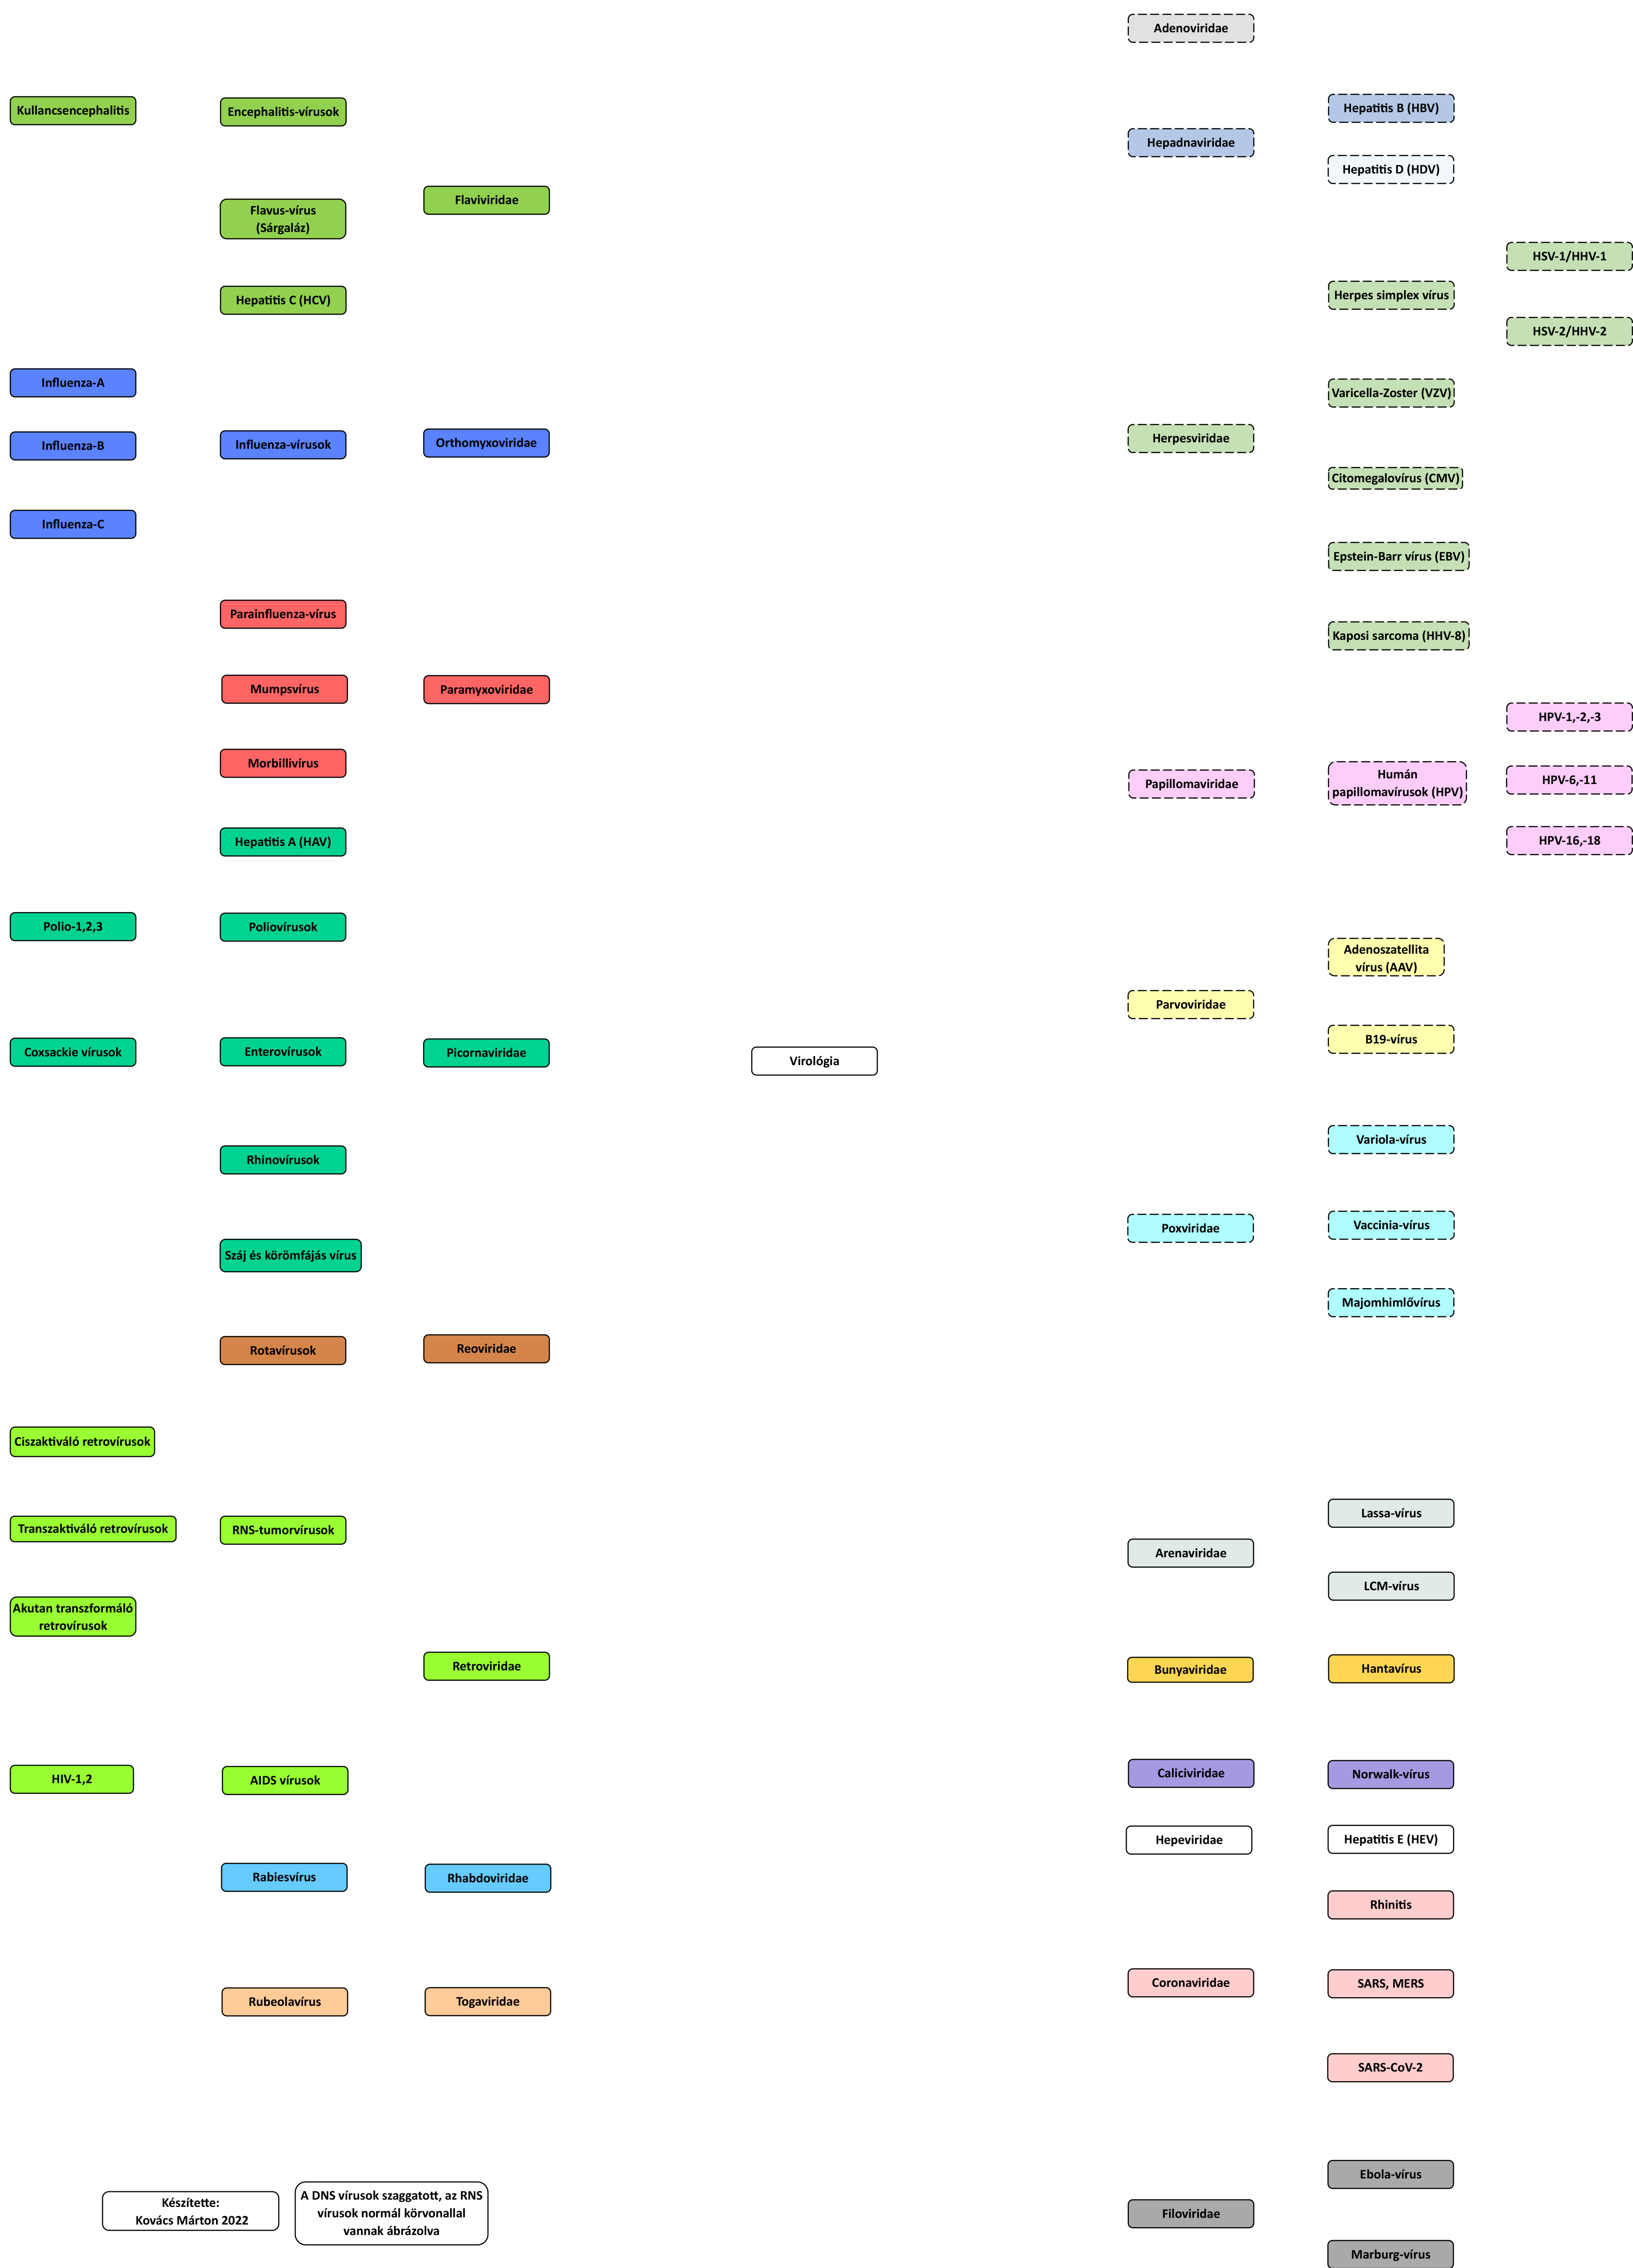 Adenoviridae
Kullancsencephalitis
Encephalitis-vírusok
Hepatitis B (HBV)
Hepadnaviridae
Hepatitis D (HDV)
Flaviviridae
Flavus-vírus
(Sárgaláz)
HSV-1/HHV-1
Hepatitis C (HCV)
Herpes simplex vírus
HSV-2/HHV-2
Influenza-A
Varicella-Zoster (VZV)
Influenza-B
Influenza-vírusok
Orthomyxoviridae
Herpesviridae
Citomegalovírus (CMV)
Influenza-C
Epstein-Barr vírus (EBV)
Parainfluenza-vírus
Kaposi sarcoma (HHV-8)
Mumpsvírus
Paramyxoviridae
HPV-1,-2,-3
Morbillivírus
Papillomaviridae
Humán
papillomavírusok (HPV)
HPV-6,-11
Hepatitis A (HAV)
HPV-16,-18
Polio-1,2,3
Poliovírusok
Adenoszatellita
vírus (AAV)
Parvoviridae
B19-vírus
Coxsackie vírusok
Enterovírusok
Picornaviridae
Virológia
Variola-vírus
Rhinovírusok
Poxviridae
Vaccinia-vírus
Száj és körömfájás vírus
Majomhimlővírus
Rotavírusok
Reoviridae
Ciszaktiváló retrovírusok
Lassa-vírus
Transzaktiváló retrovírusok
RNS-tumorvírusok
Arenaviridae
LCM-vírus
Akutan transzformáló
retrovírusok
Retroviridae
Bunyaviridae
Hantavírus
HIV-1,2
AIDS vírusok
Caliciviridae
Norwalk-vírus
Hepeviridae
Hepatitis E (HEV)
Rabiesvírus
Rhabdoviridae
Rhinitis
Coronaviridae
SARS, MERS
Rubeolavírus
Togaviridae
SARS-CoV-2
Ebola-vírus
Készítette:
Kovács Márton 2022
A DNS vírusok szaggatott, az RNS
vírusok normál körvonallal
vannak ábrázolva
Filoviridae
Marburg-vírus